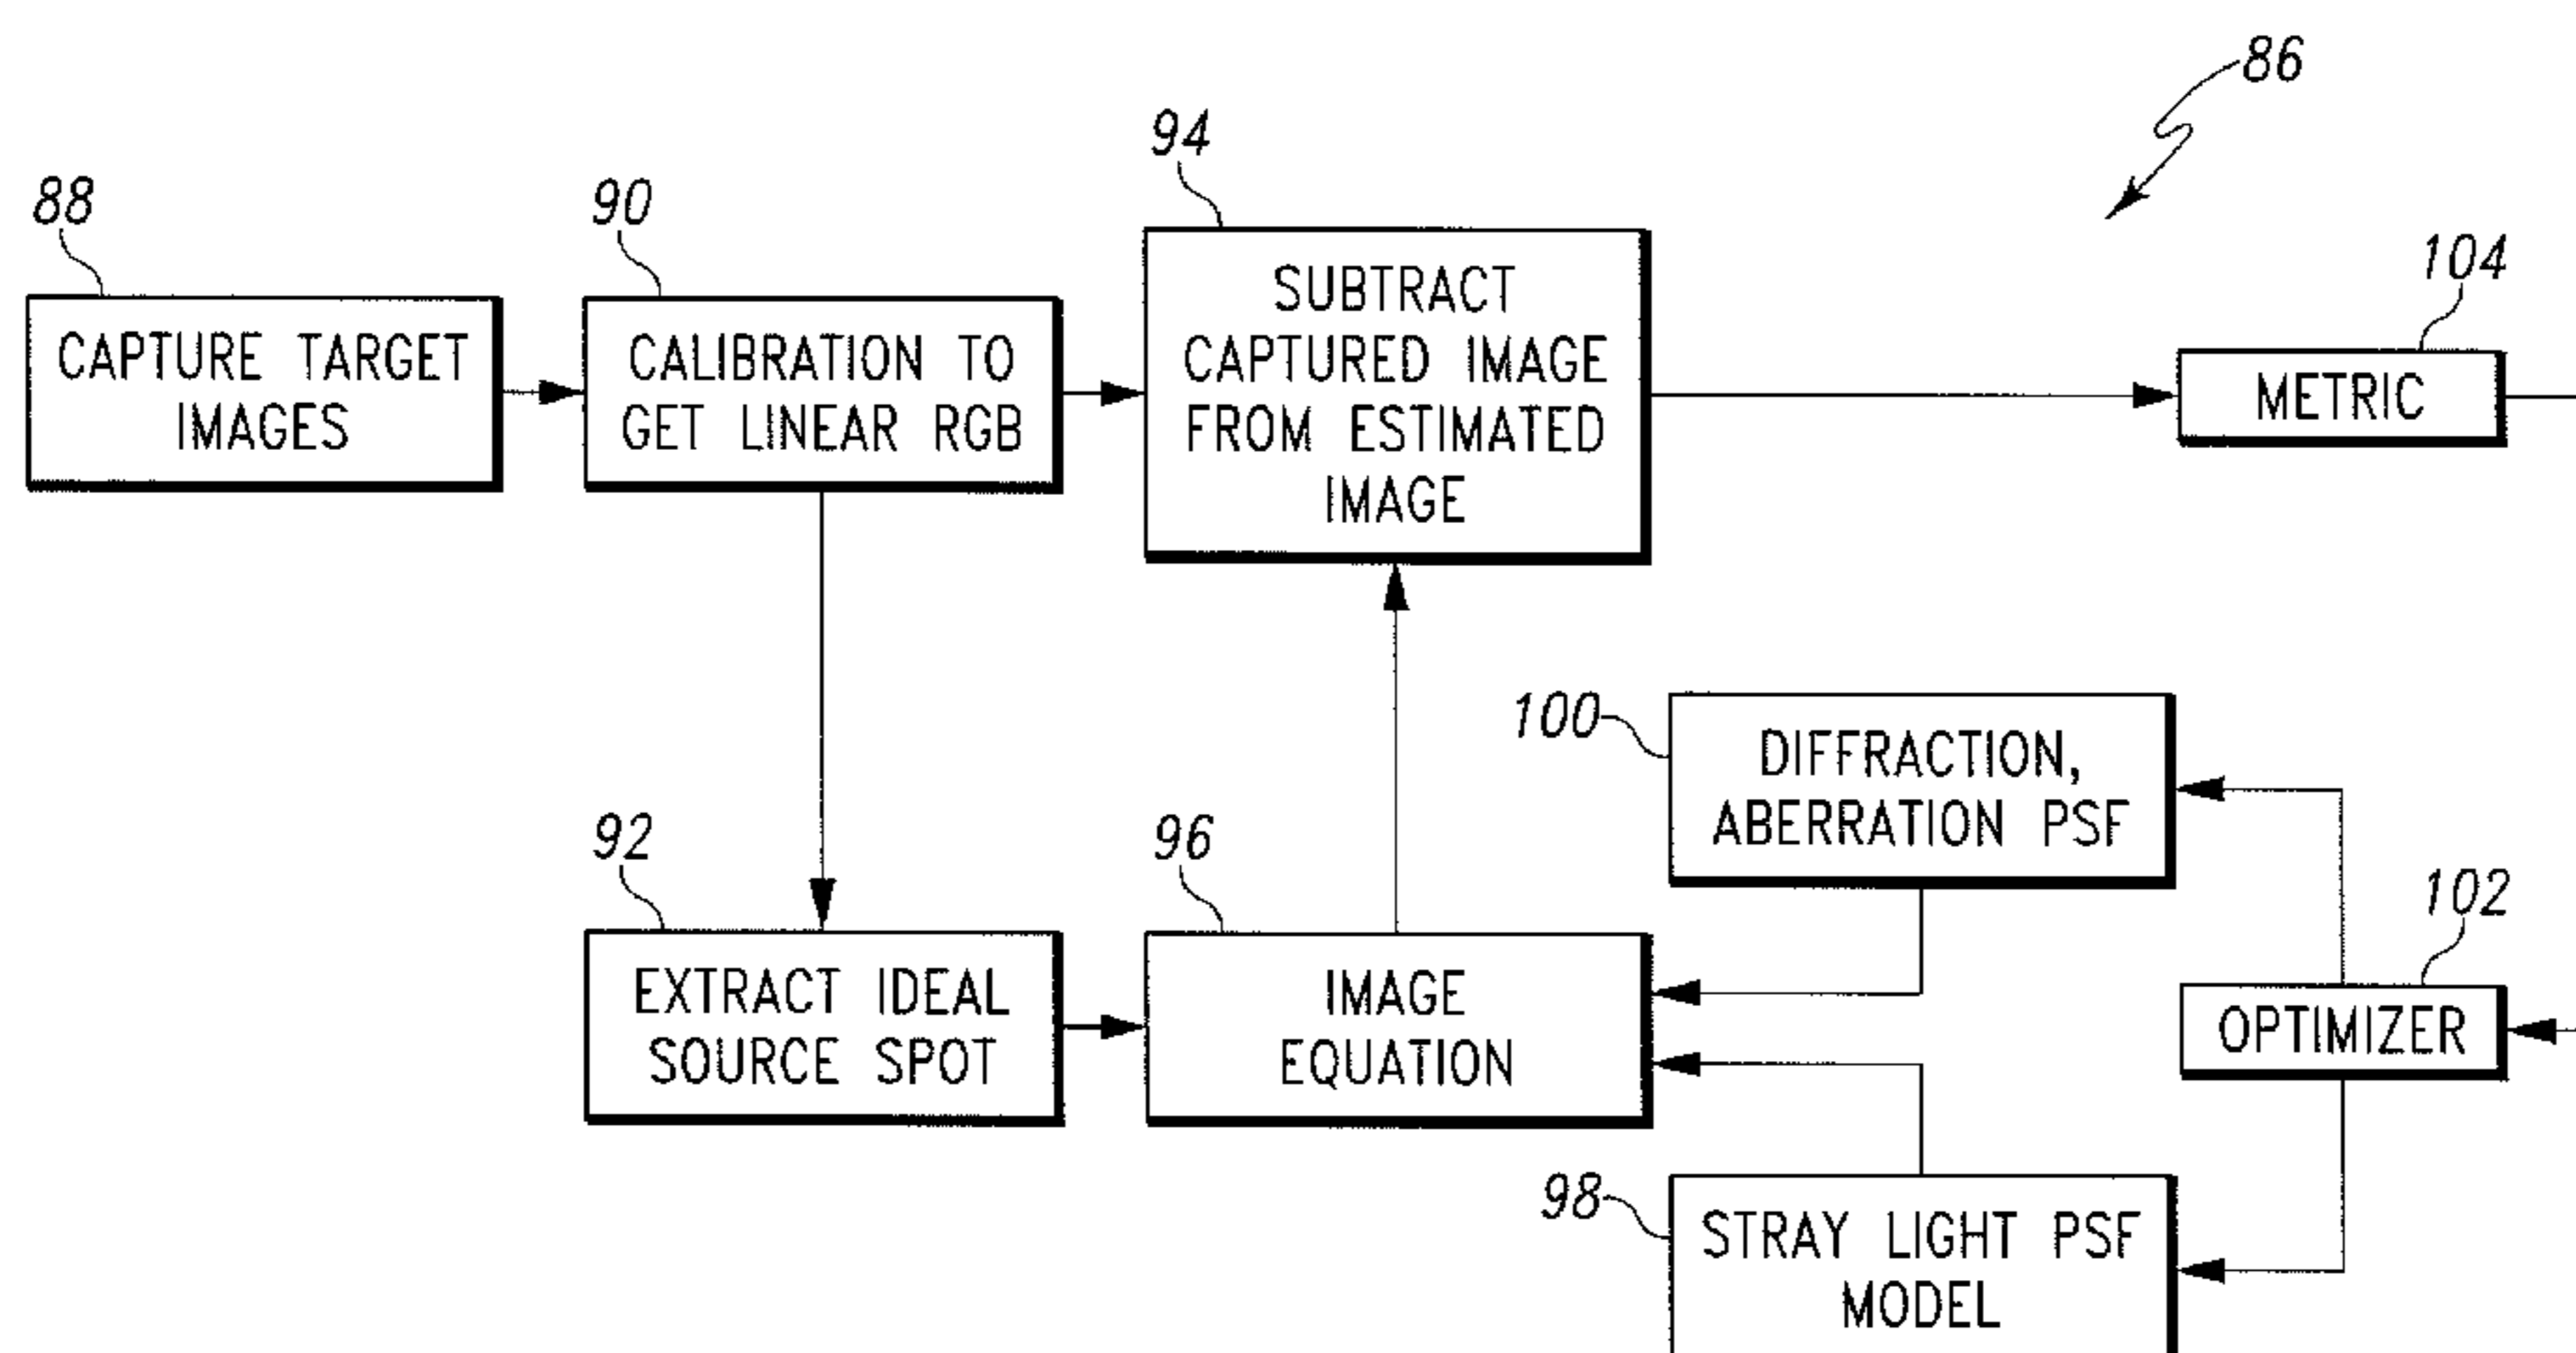 86
88
CAPTURE TARGET
IMAGES
90
CALIBRATION TO
GET LINEAR RGB
94
SUBTRACT
CAPTURED IMAGE
FROM ESTIMATED
IMAGE
104
METRIC
92
EXTRACT IDEAL
SOURCE SPOT
96
IMAGE
EQUATION
100
DIFFRACTION,
ABERRATION PSF
102
OPTIMIZER
98
STRAY LIGHT PSF
MODEL